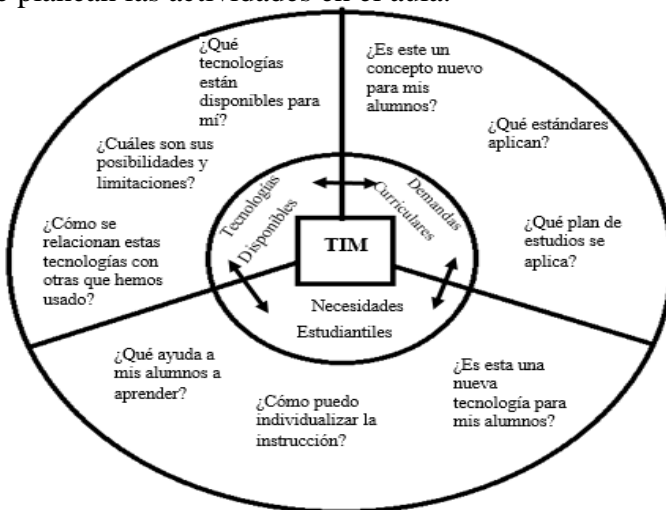 planean las actividades en el aula.
¿Qué
tecnologías
están
disponibles para
mí?
¿Es este un
concepto nuevo
para mis
alumnos?
¿Qué estándares
aplican?
¿Cuáles son sus
posibilidades y
limitaciones?
¿Cómo se
relacionan estas
tecnologías con
otras que hemos
usado?
¿Qué plan de
estudios se
aplica?
Tecnologías
Disponibles
Demandas
Curriculares
TIM
Necesidades
Estudiantiles
¿Qué ayuda a
mis alumnos a
aprender?
¿Cómo puedo
individualizar la
instrucción?
¿Es esta una
nueva
tecnología para
mis alumnos?